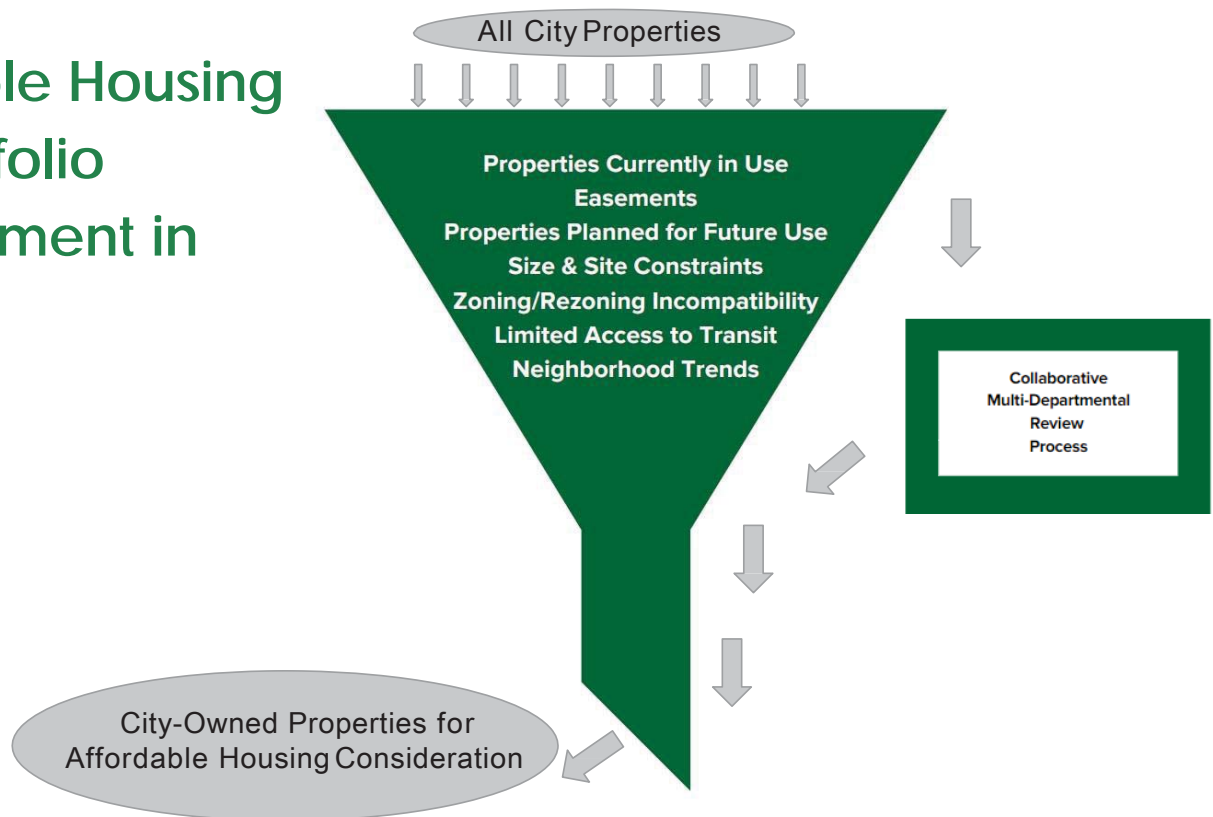 All City Properties
ble Housing
folio
ment in
Properties Currently in Use
Easements
Properties Planned for Future Use
Size & Site Constraints
Zoning/Rezoning Incompatibility
Limited Access to Transit
Neighborhood Trends
Collaborative
Multi-Departmental
Review
Process
City-Owned Properties for
Affordable Housing Consideration